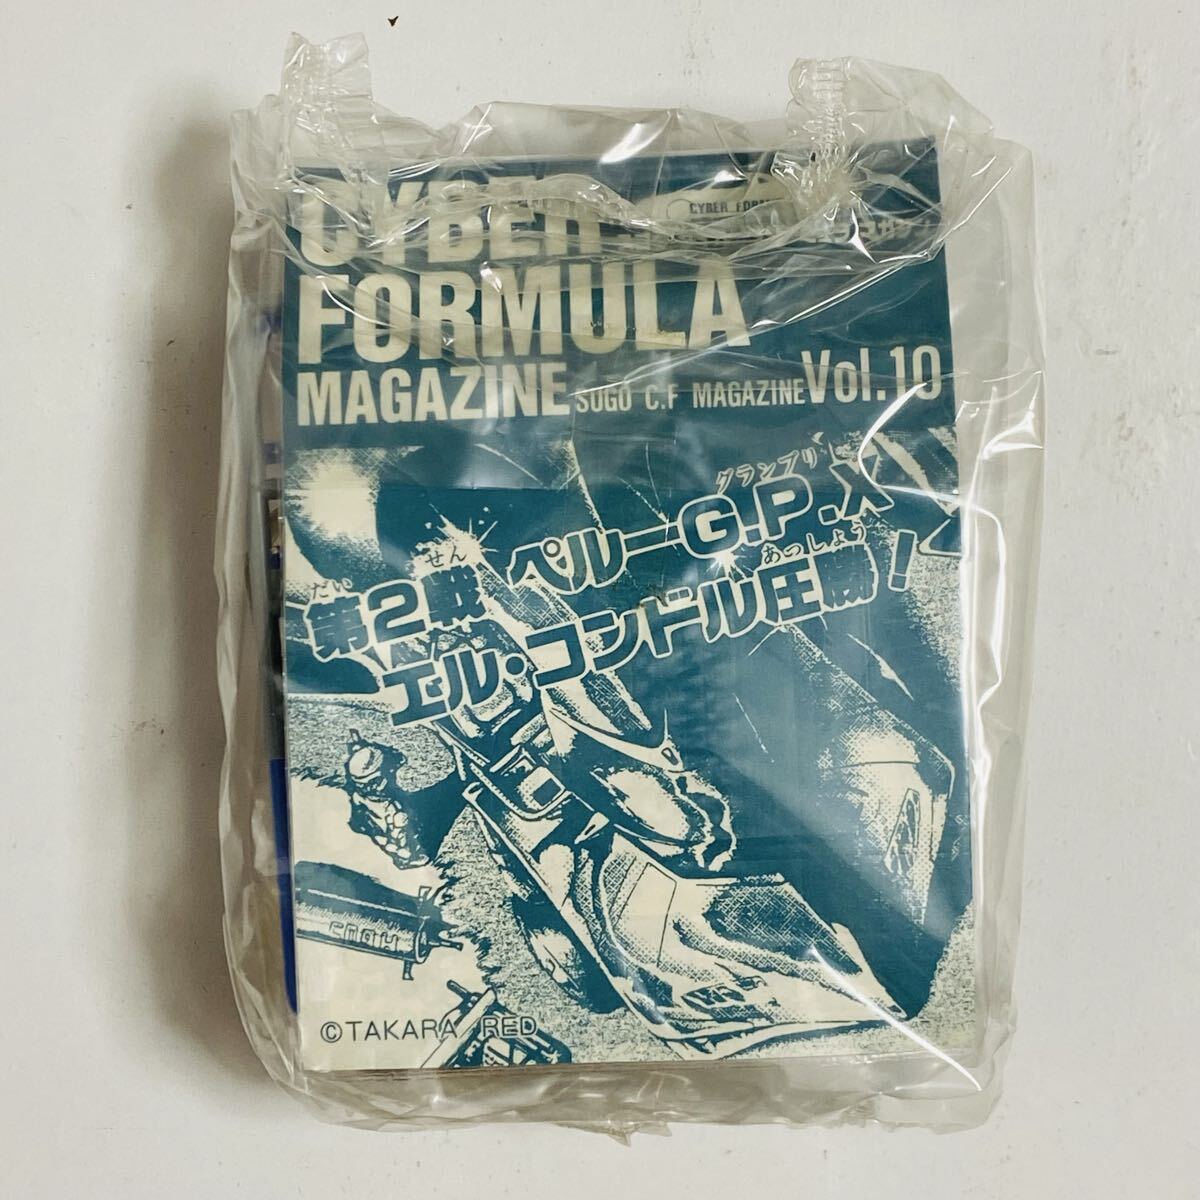 CYBER
CYBER FORM
FORMULA
MAGAZINE SUGO C.F MAGAZINE Vol.10
グランプリ
第2戦 ペルーG.P.X
だい せん
あっしょう
エル・コンドル圧勝!
©TAKARA RED